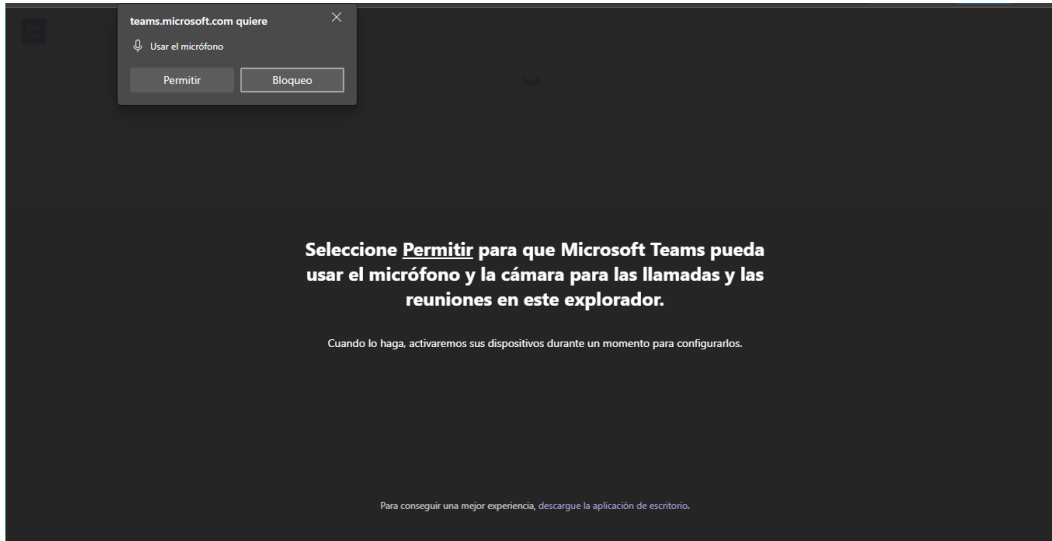 teams.microsoft.com quiere
Usar el micrófono
Permitir
Bloqueo
Seleccione Permitir para que Microsoft Teams pueda
usar el micrófono y la cámara para las llamadas y las
reuniones en este explorador.
Cuando lo haga, activaremos sus dispositivos durante un momento para configurarlos.
Para conseguir una mejor experiencia, descargue la aplicación de escritorio.